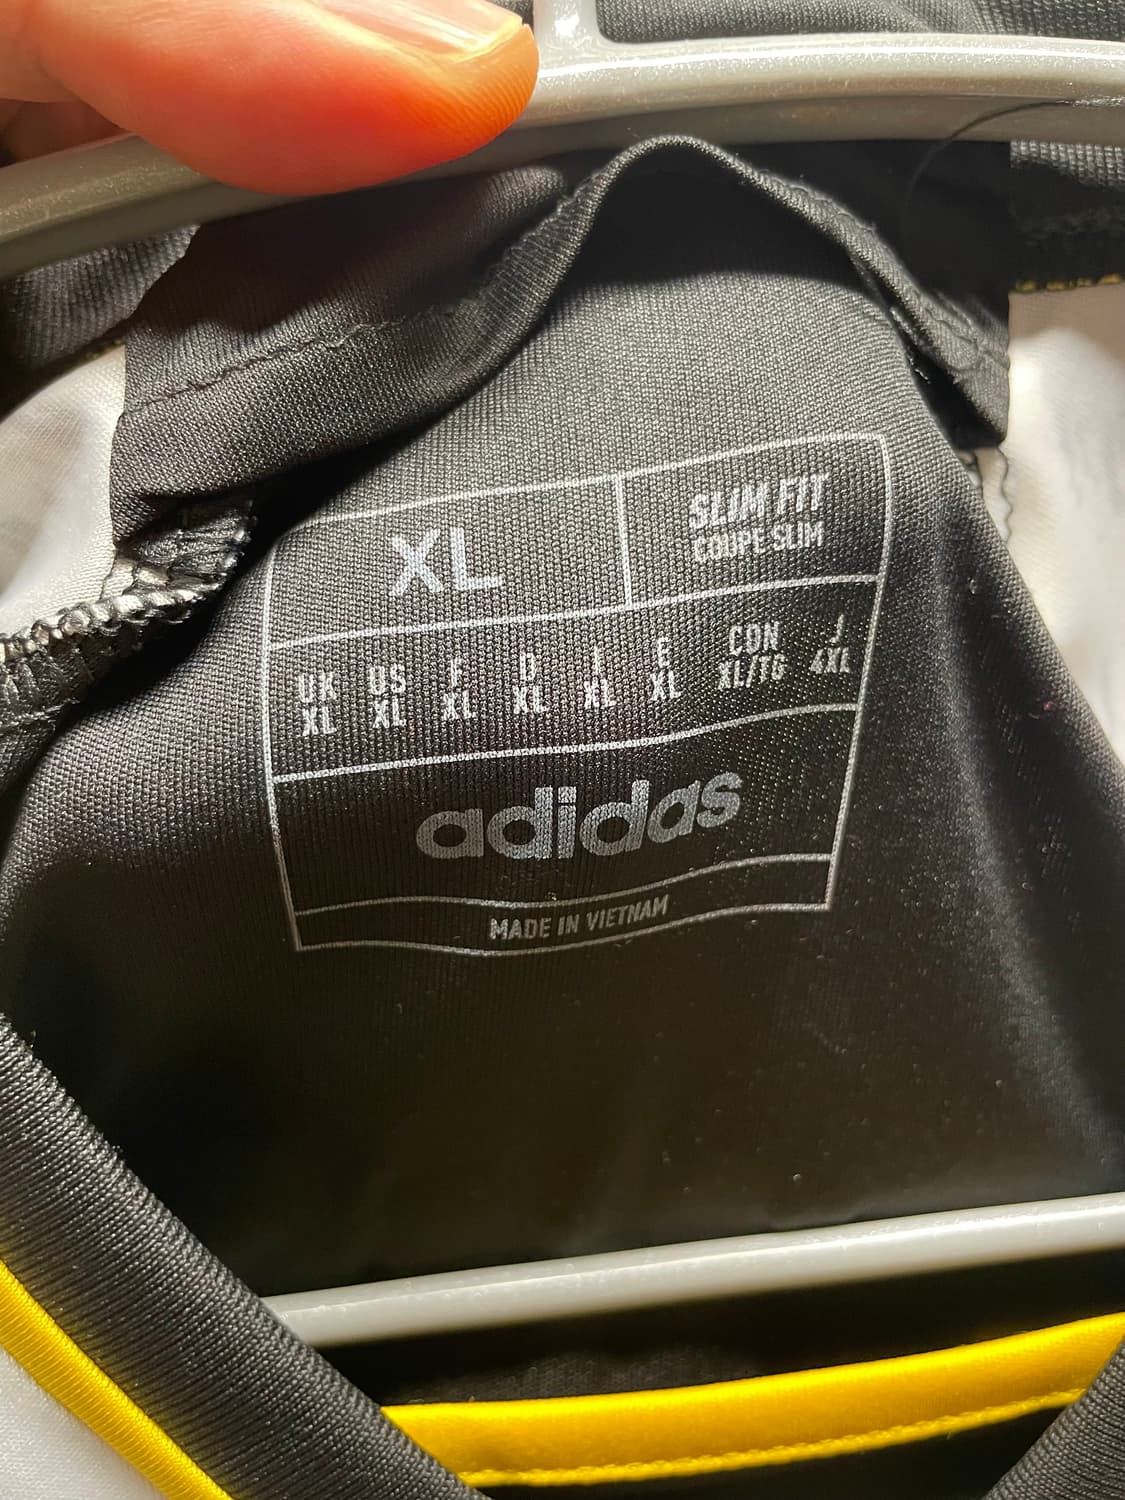 XL
SLIM FIT
COUPE SLIM
UK US F D I E CON J
XL XL XL XL XL XL XL/TG 4XL
adidas
MADE IN VIETNAM